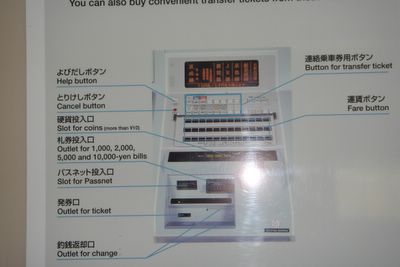 You can also buy convenient transfer tickets from these
よびだしボタン
Help button
とりけしボタン
Cancel button
硬貨投入口
Slot for coins (more than ¥10)
札券投入口
Outlet for 1,000, 2,000,
5,000 and 10,000-yen bills
パスネット投入口
Slot for Passnet
発券口
Outlet for ticket
釣銭返却口
Outlet for change
連絡乗車券用ボタン
Button for transfer ticket
運賃ボタン
Fare button